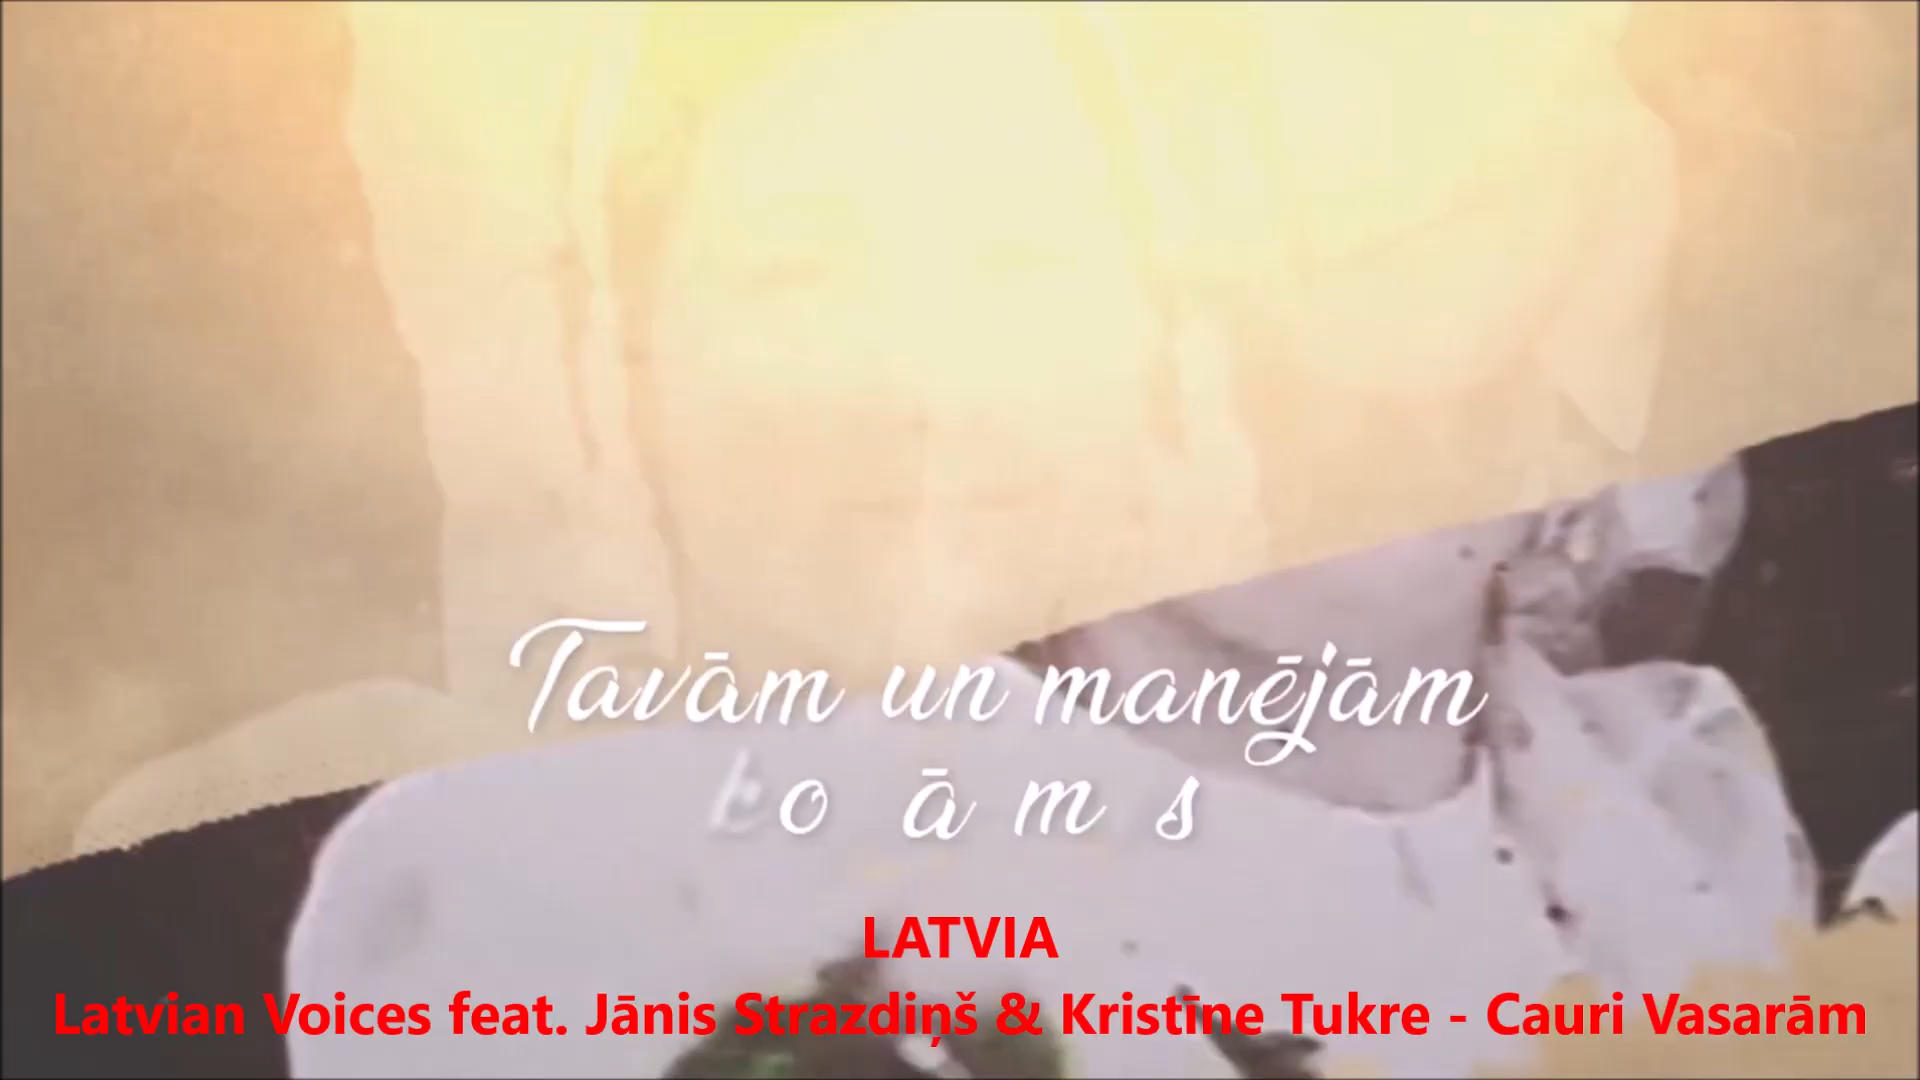 Tavām un manējām
LATVIA
Latvian Voices feat. Jānis Strazdiņš & Kristīne Tukre - Cauri Vasarām